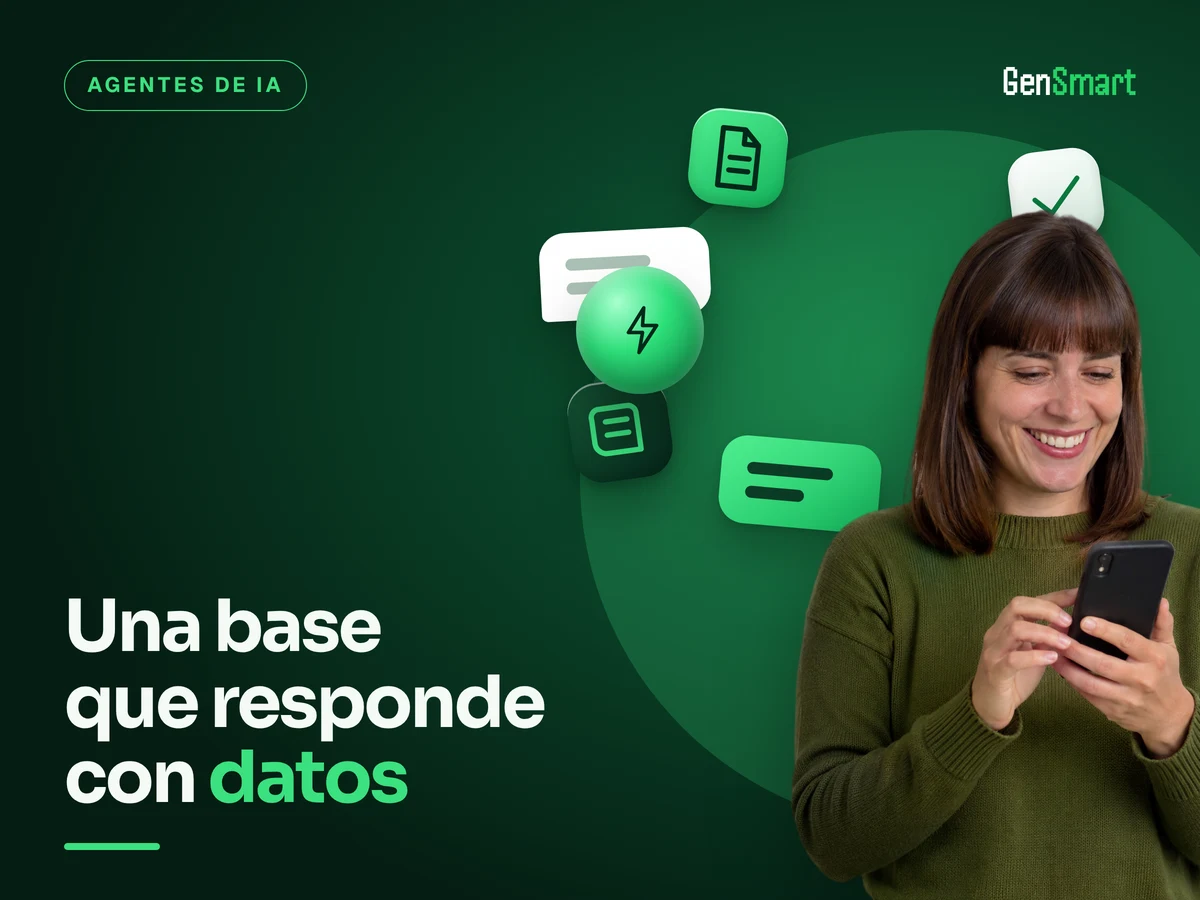 AGENTES DE IA
GenSmart
Una base
que responde
con datos